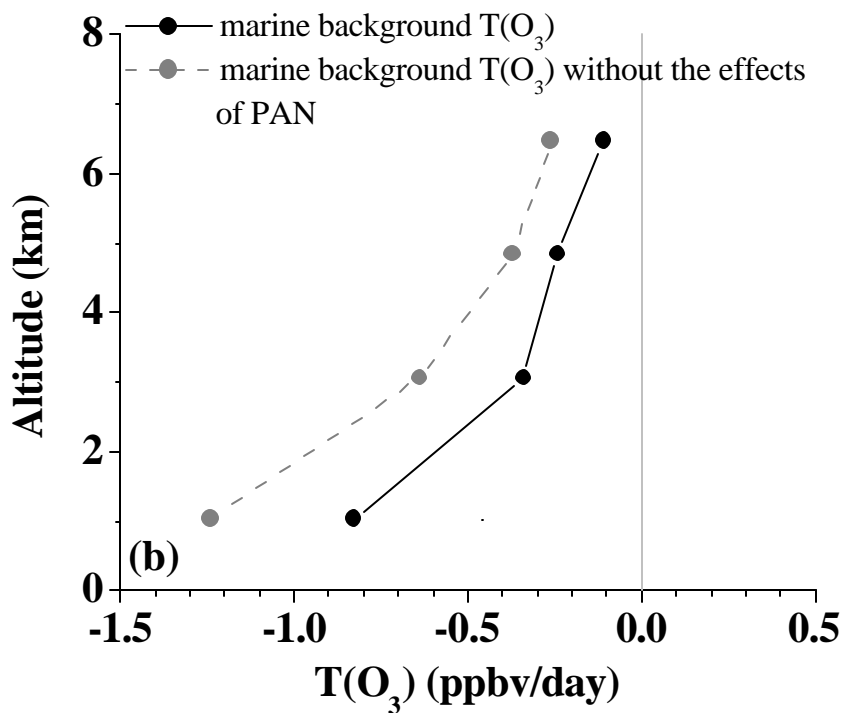 marine background T(O₃)
marine background T(O₃) without the effects
of PAN
8
6
4
2
0
Altitude (km)
(b)
-1.5 -1.0 -0.5 0.0 0.5
T(O₃) (ppbv/day)